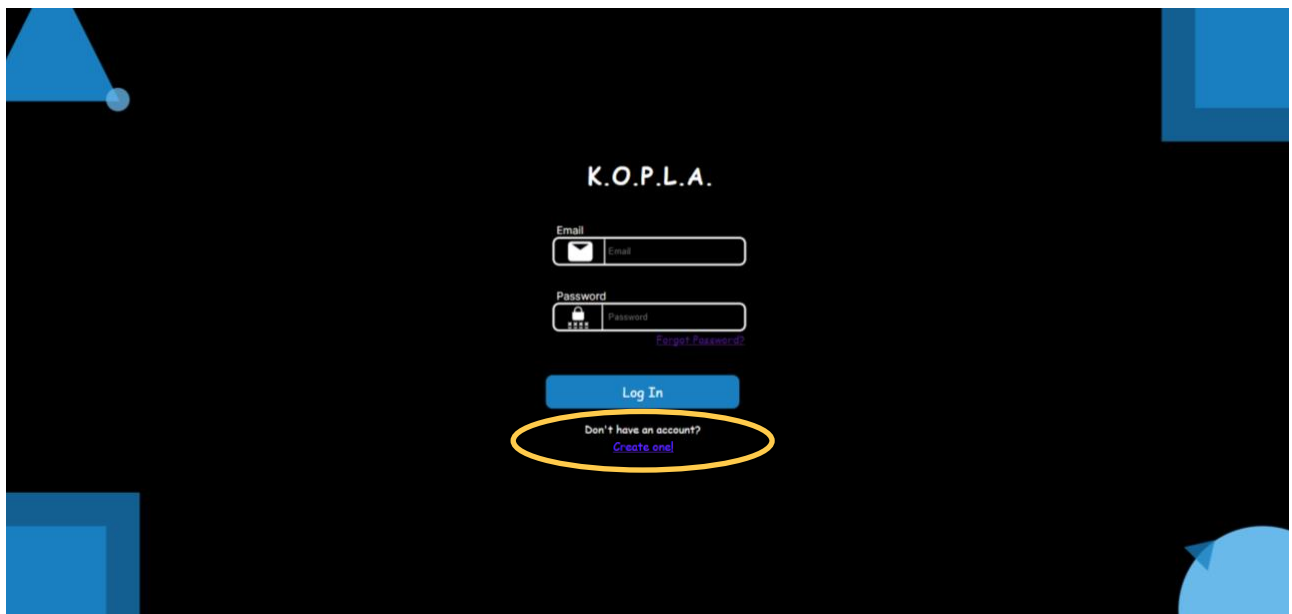 K.O.P.L.A.
Email
Email
Password
Password
Forgot Password?
Log In
Don't have an account?
Create one!